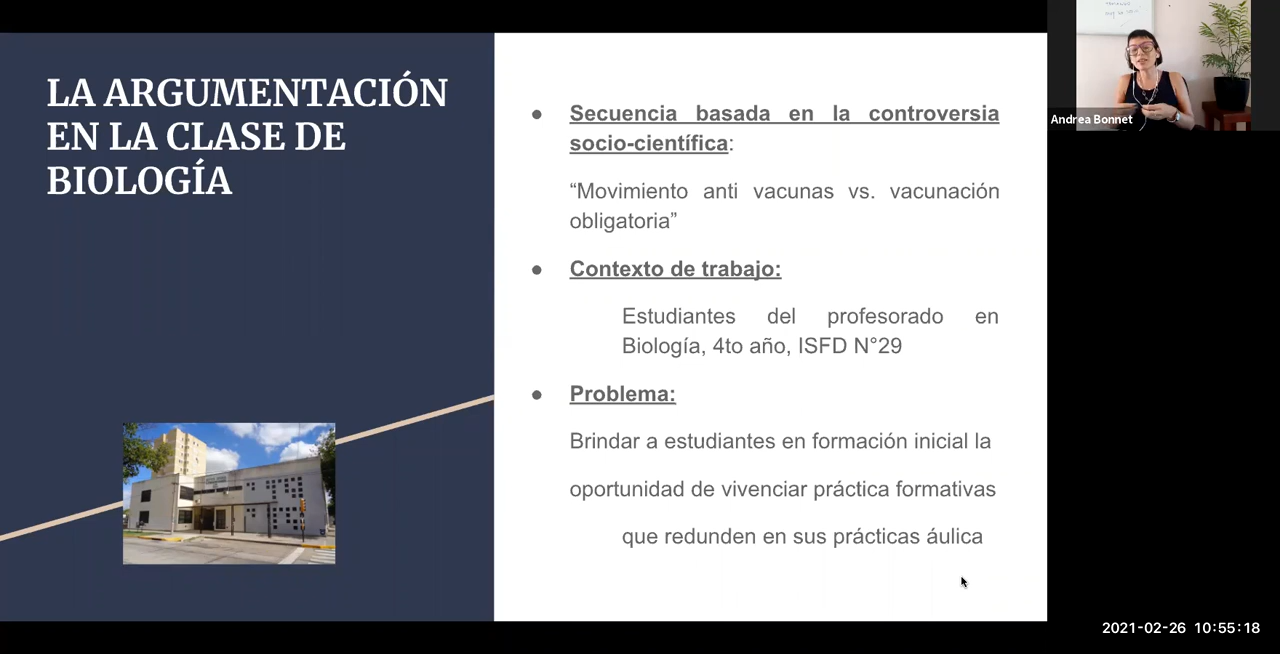 LA ARGUMENTACIÓN
EN LA CLASE DE
BIOLOGÍA
● Secuencia basada en la controversia
socio-científica:
“Movimiento anti vacunas vs. vacunación
obligatoria”
● Contexto de trabajo:
Estudiantes del profesorado en
Biología, 4to año, ISFD N°29
● Problema:
Brindar a estudiantes en formación inicial la
oportunidad de vivenciar práctica formativas
que redunden en sus prácticas áulica
Andrea Bonnet
2021-02-26 10:55:18